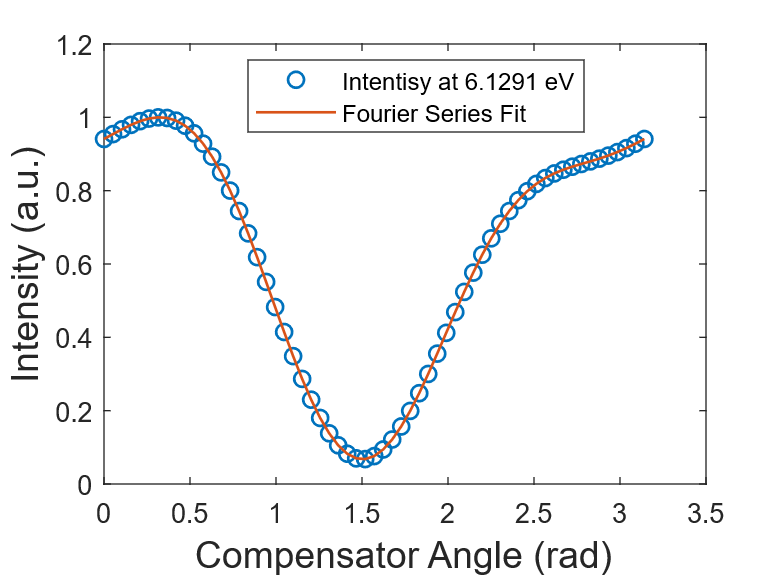 1.2
1
0.8
0.6
0.4
0.2
0
Intensity (a.u.)
Intentisy at 6.1291 eV
Fourier Series Fit
0 0.5 1 1.5 2 2.5 3 3.5
Compensator Angle (rad)